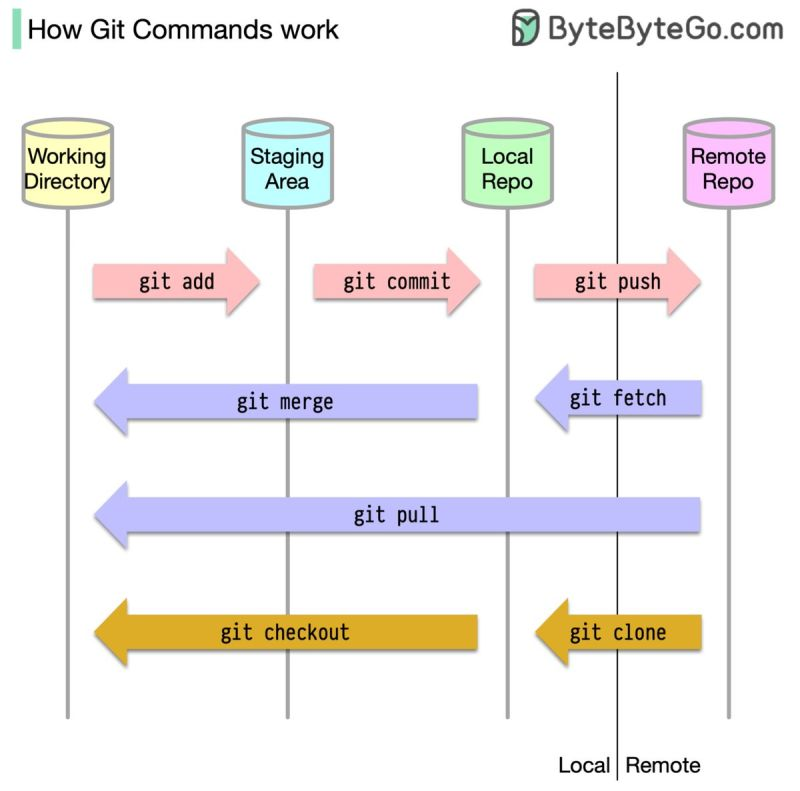 How Git Commands work
ByteByteGo.com
Working
Directory
Staging
Area
Local
Repo
Remote
Repo
git add
git commit
git push
git merge
git fetch
git pull
git checkout
git clone
Local
Remote